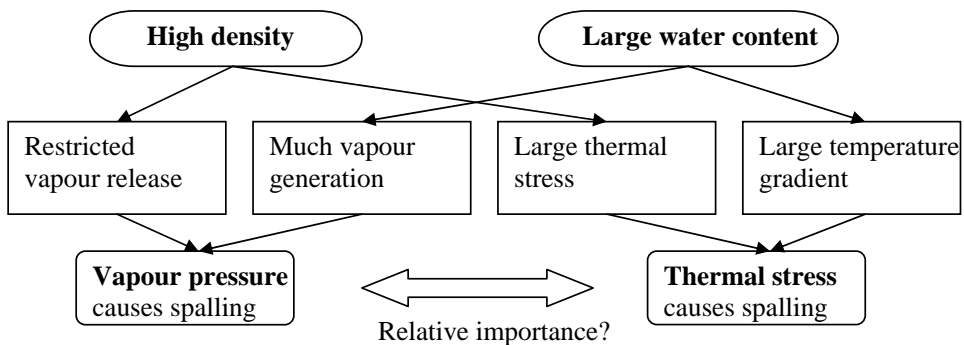 High density
Large water content
Restricted
vapour release
Much vapour
generation
Large thermal
stress
Large temperature
gradient
Vapour pressure
causes spalling
Thermal stress
causes spalling
Relative importance?